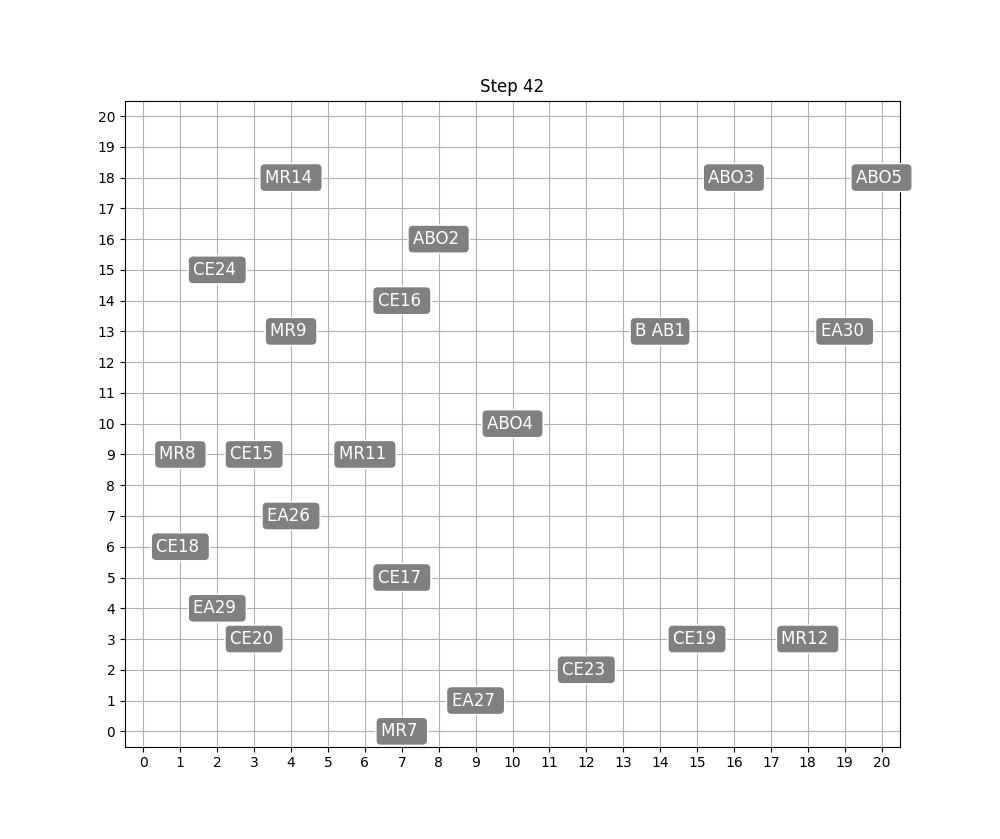 Step 42
20
19
MR14 18 ABO3 ABO5
17
16 ABO2
CE24 15
14 CE16
MR9 13 B AB1 EA30
12
11
10 ABO4
MR8 CE15 9 MR11
8
7 EA26
CE18 6
5 CE17
EA29 4
CE20 3 CE19 MR12
2 CE23
1 EA27
0 MR7
0 1 2 3 4 5 6 7 8 9 10 11 12 13 14 15 16 17 18 19 20